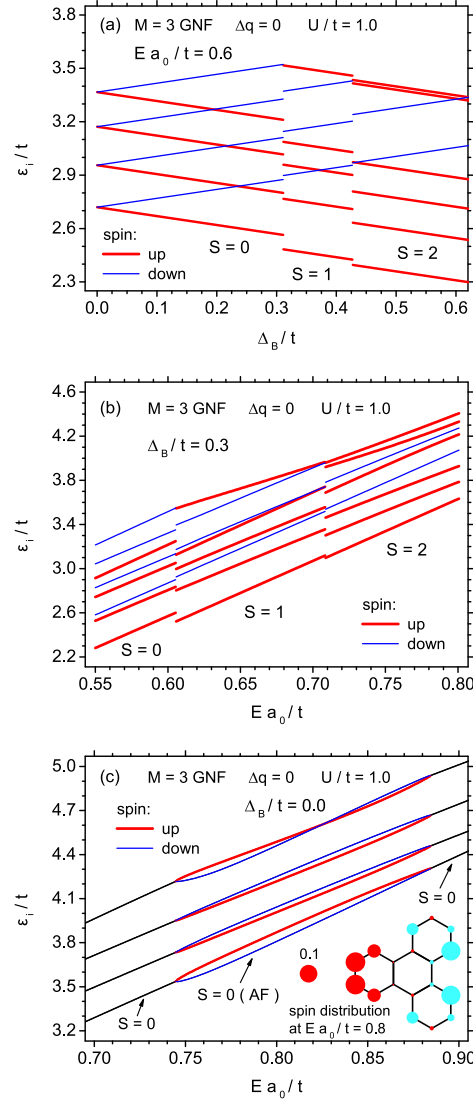 (a) M = 3 GNF Δq = 0 U / t = 1.0
E a₀ / t = 0.6
3.8
3.5
3.2
2.9
2.6
2.3
εᵢ / t
spin:
up
down
S = 0
S = 1
S = 2
0.0 0.1 0.2 0.3 0.4 0.5 0.6
Δ_B / t
(b) M = 3 GNF Δq = 0 U / t = 1.0
Δ_B / t = 0.3
4.6
4.2
3.8
3.4
3.0
2.6
2.2
εᵢ / t
S = 0
S = 1
S = 2
spin:
up
down
0.55 0.60 0.65 0.70 0.75 0.80
E a₀ / t
(c) M = 3 GNF Δq = 0 U / t = 1.0
spin:
up
down
Δ_B / t = 0.0
5.0
4.7
4.4
4.1
3.8
3.5
3.2
εᵢ / t
S = 0
0.1
S = 0
S = 0 ( AF )
spin distribution
at E a₀ / t = 0.8
0.70 0.75 0.80 0.85 0.90
E a₀ / t